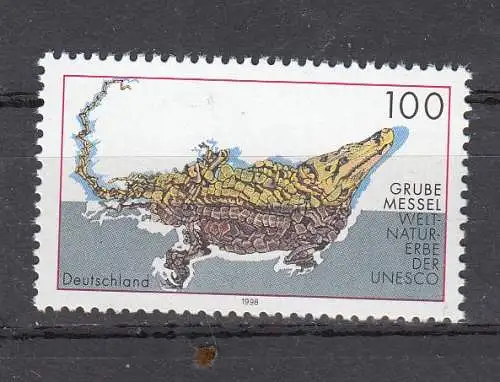 100
GRUBE
MESSEL
WELT-
NATUR-
ERBE
DER
UNESCO
Deutschland
1998